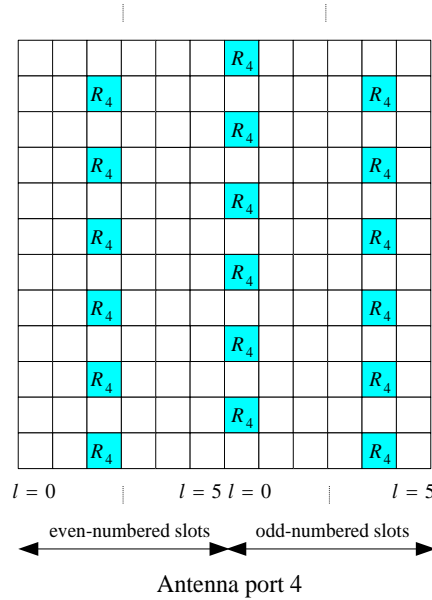 R4
R4 R4
R4
R4 R4
R4
R4 R4
R4
R4 R4
R4
R4 R4
R4
R4 R4
l = 0 l = 5 l = 0 l = 5
even-numbered slots odd-numbered slots
Antenna port 4